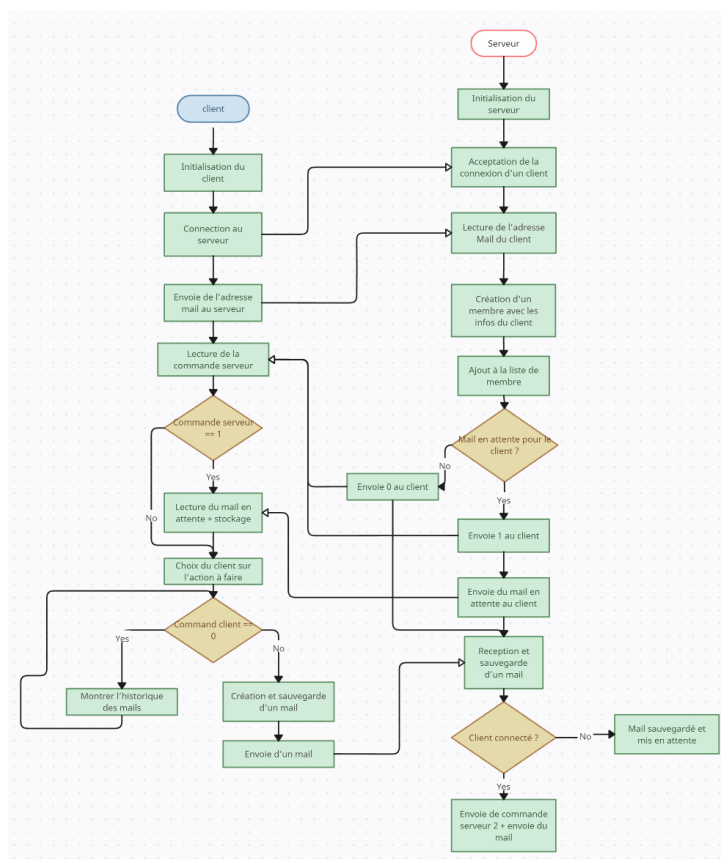 Serveur
Initialisation du
serveur
client
Acceptation de la
connexion d'un client
Initialisation du
client
Connection au
serveur
Lecture de l'adresse
Mail du client
Envoie de l'adresse
mail au serveur
Création d'un
membre avec les
infos du client
Lecture de la
commande serveur
Ajout à la liste de
membre
Commande serveur
== 1
Mail en attente pour le
client ?
No
Yes
Envoie 0 au client
Yes
Lecture du mail en
attente + stockage
No
Envoie 1 au client
Choix du client sur
l'action à faire
Envoie du mail en
attente au client
Command client ==
0
Yes
No
Reception et
sauvegarde
d'un mail
Montrer l'historique
des mails
Création et sauvegarde
d'un mail
Envoie d'un mail
Client connecté ?
No
Mail sauvegardé et
mis en attente
Yes
Envoie de commande
serveur 2 + envoie du
mail